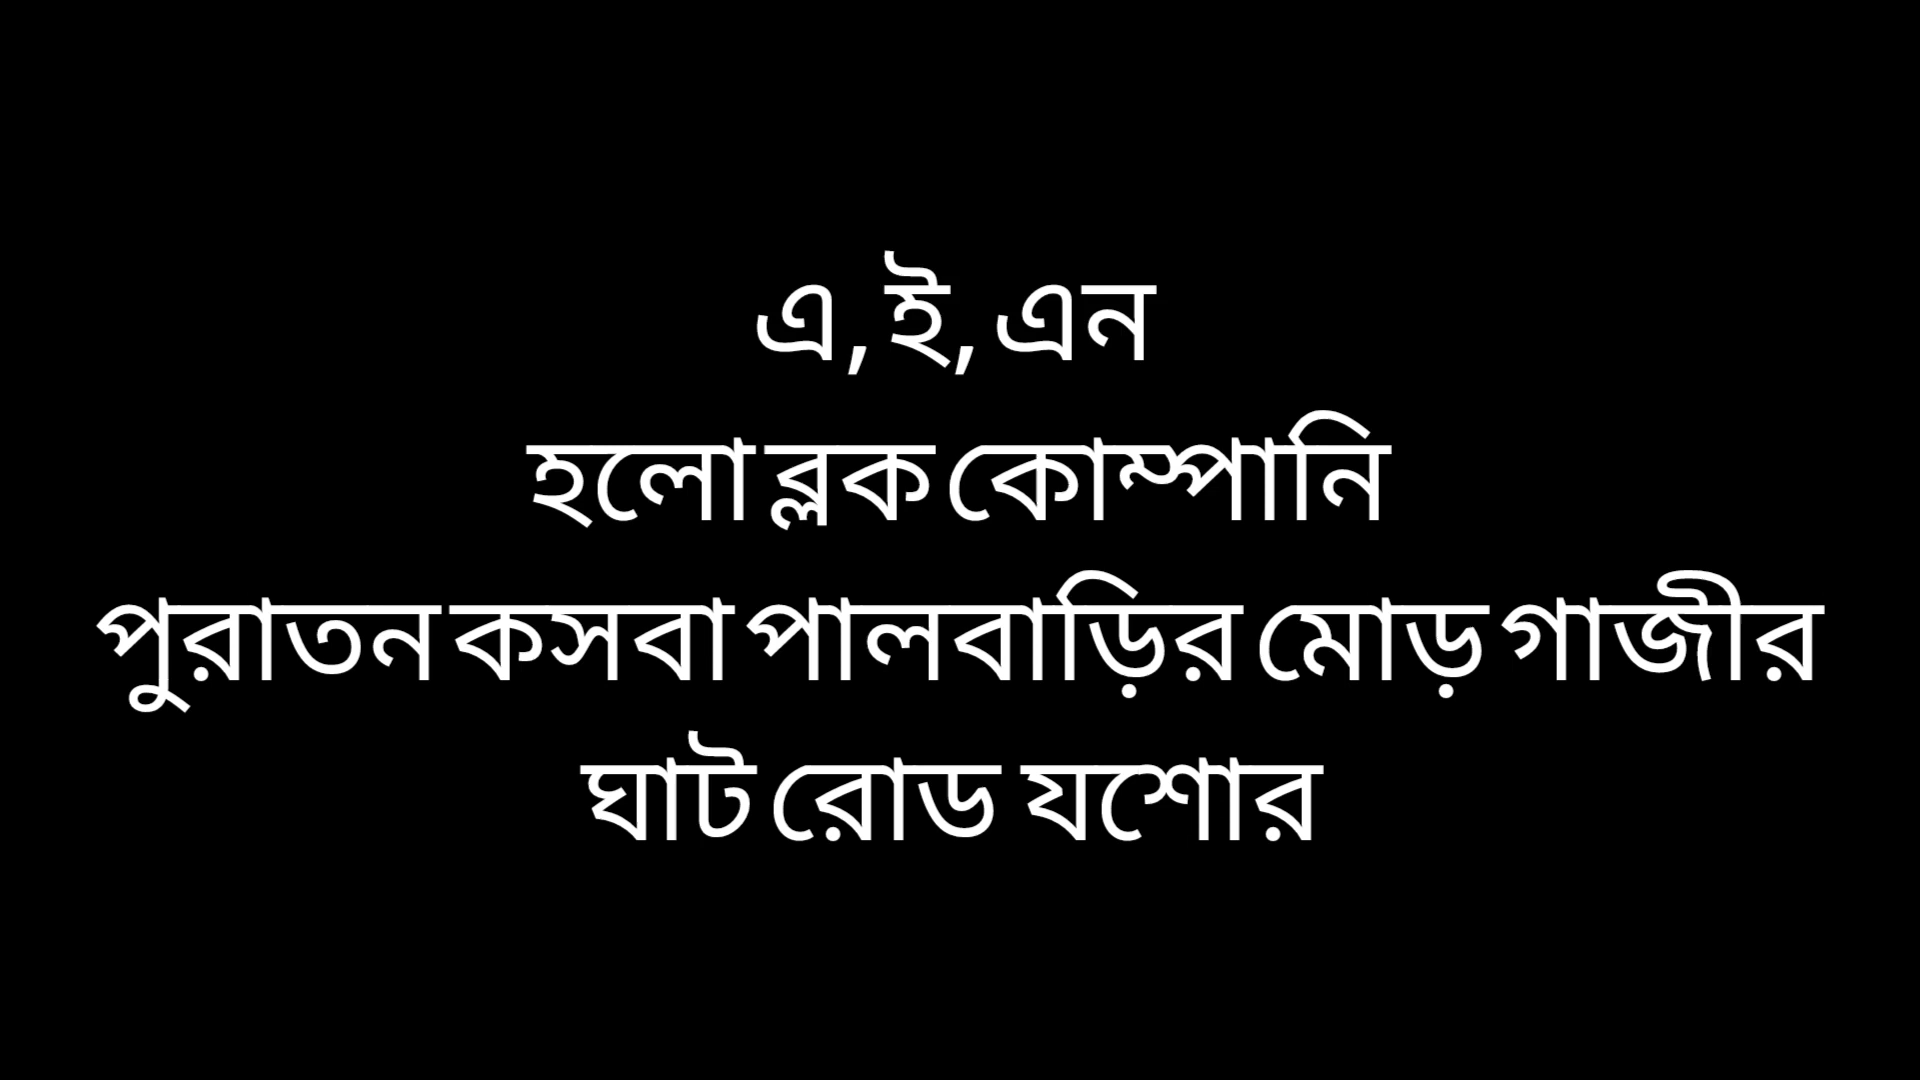 এ, ই, এন
হলো ব্লক কোম্পানি
পুরাতন কসবা পালবাড়ির মোড় গাজীর
ঘাট রোড যশোর